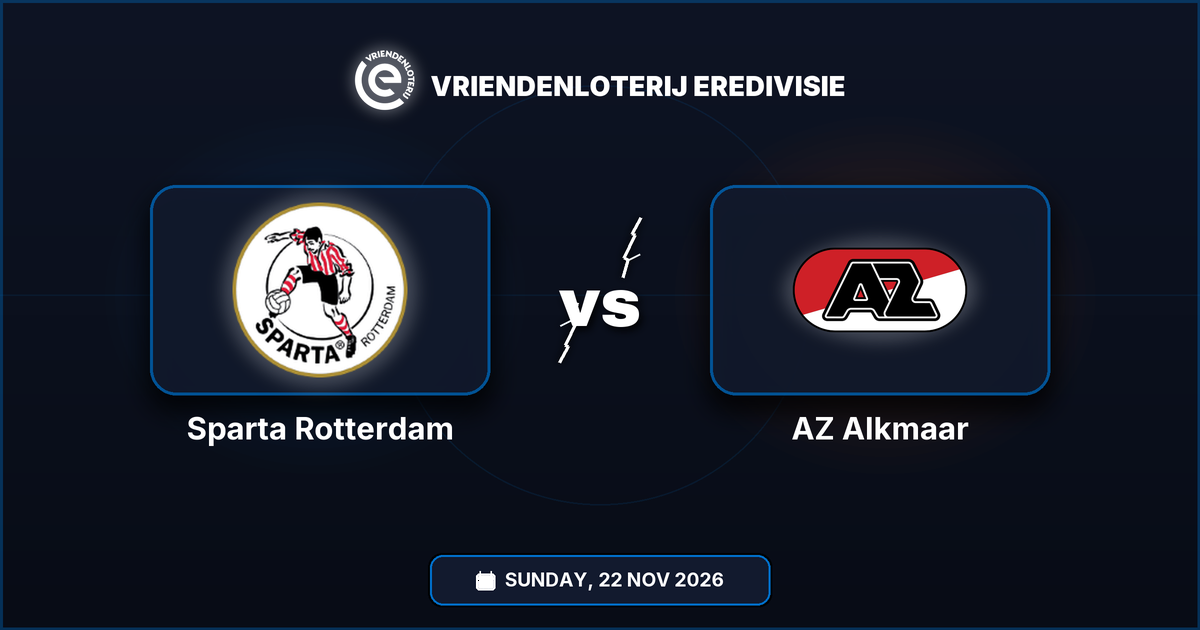 VRIENDENLOTERIJ
VRIENDENLOTERIJ EREDIVISIE
SPARTA®
ROTTERDAM
VS
AZ
Sparta Rotterdam
AZ Alkmaar
SUNDAY, 22 NOV 2026